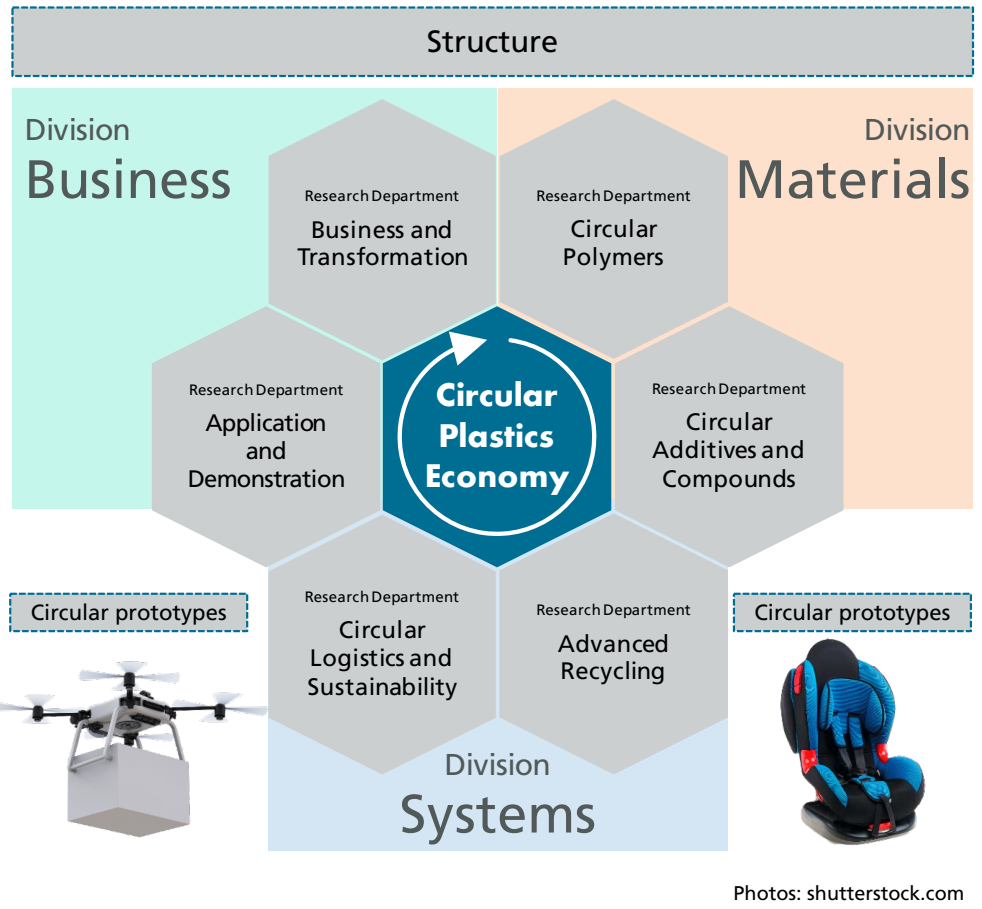 Structure
Division
Business
Division
Materials
Research Department
Business and
Transformation
Research Department
Circular
Polymers
Research Department
Application
and
Demonstration
Circular
Plastics
Economy
Research Department
Circular
Additives and
Compounds
Circular prototypes
Research Department
Circular
Logistics and
Sustainability
Research Department
Advanced
Recycling
Circular prototypes
Division
Systems
Photos: shutterstock.com